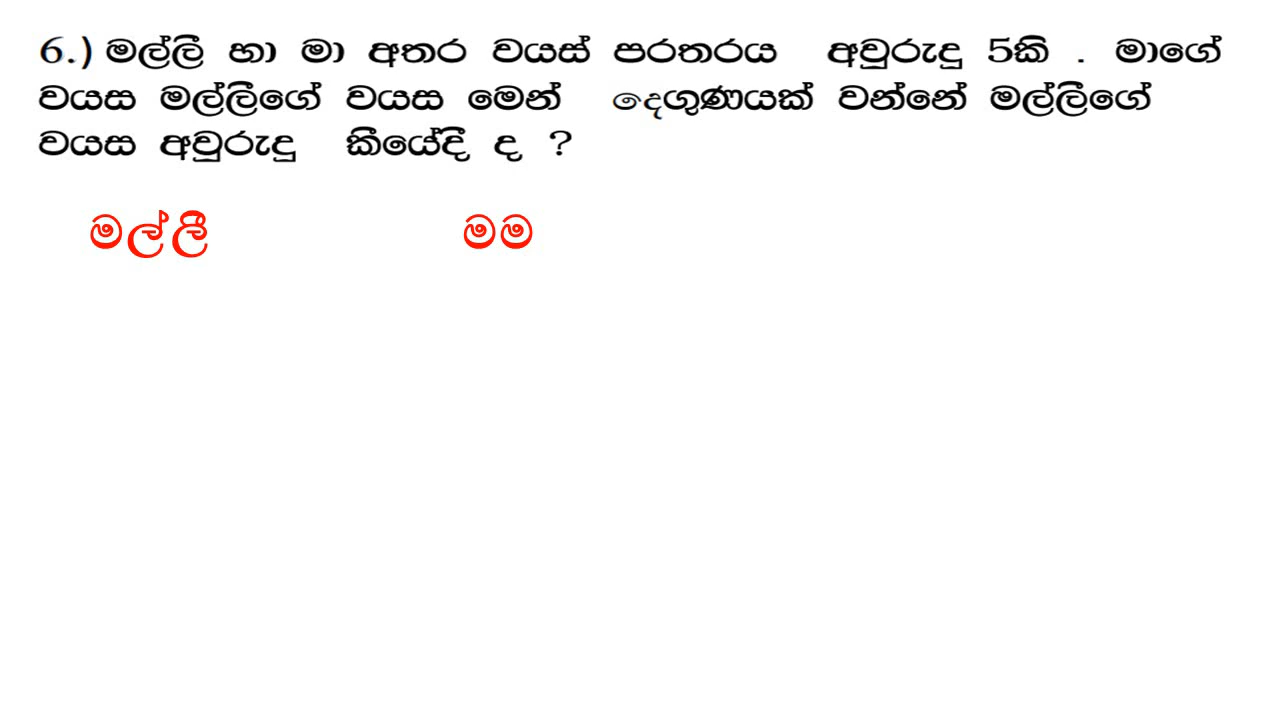 6.) මල්ලී හා මා අතර වයස් පරතරය අවුරුදු 5කි . මාගේ
වයස මල්ලීගේ වයස මෙන් දෙගුණයක් වන්නේ මල්ලීගේ
වයස අවුරුදු කීයේදී ද ?
මල්ලී මම